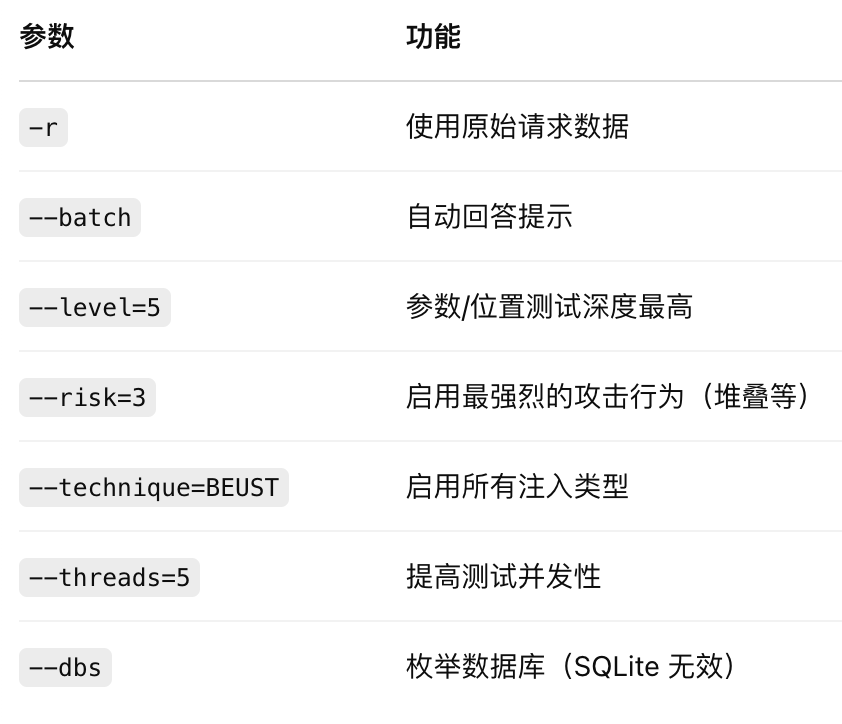 参数 功能
-r 使用原始请求数据
--batch 自动回答提示
--level=5 参数/位置测试深度最高
--risk=3 启用最强烈的攻击行为（堆叠等）
--technique=BEUST 启用所有注入类型
--threads=5 提高测试并发性
--dbs 枚举数据库（SQLite 无效）